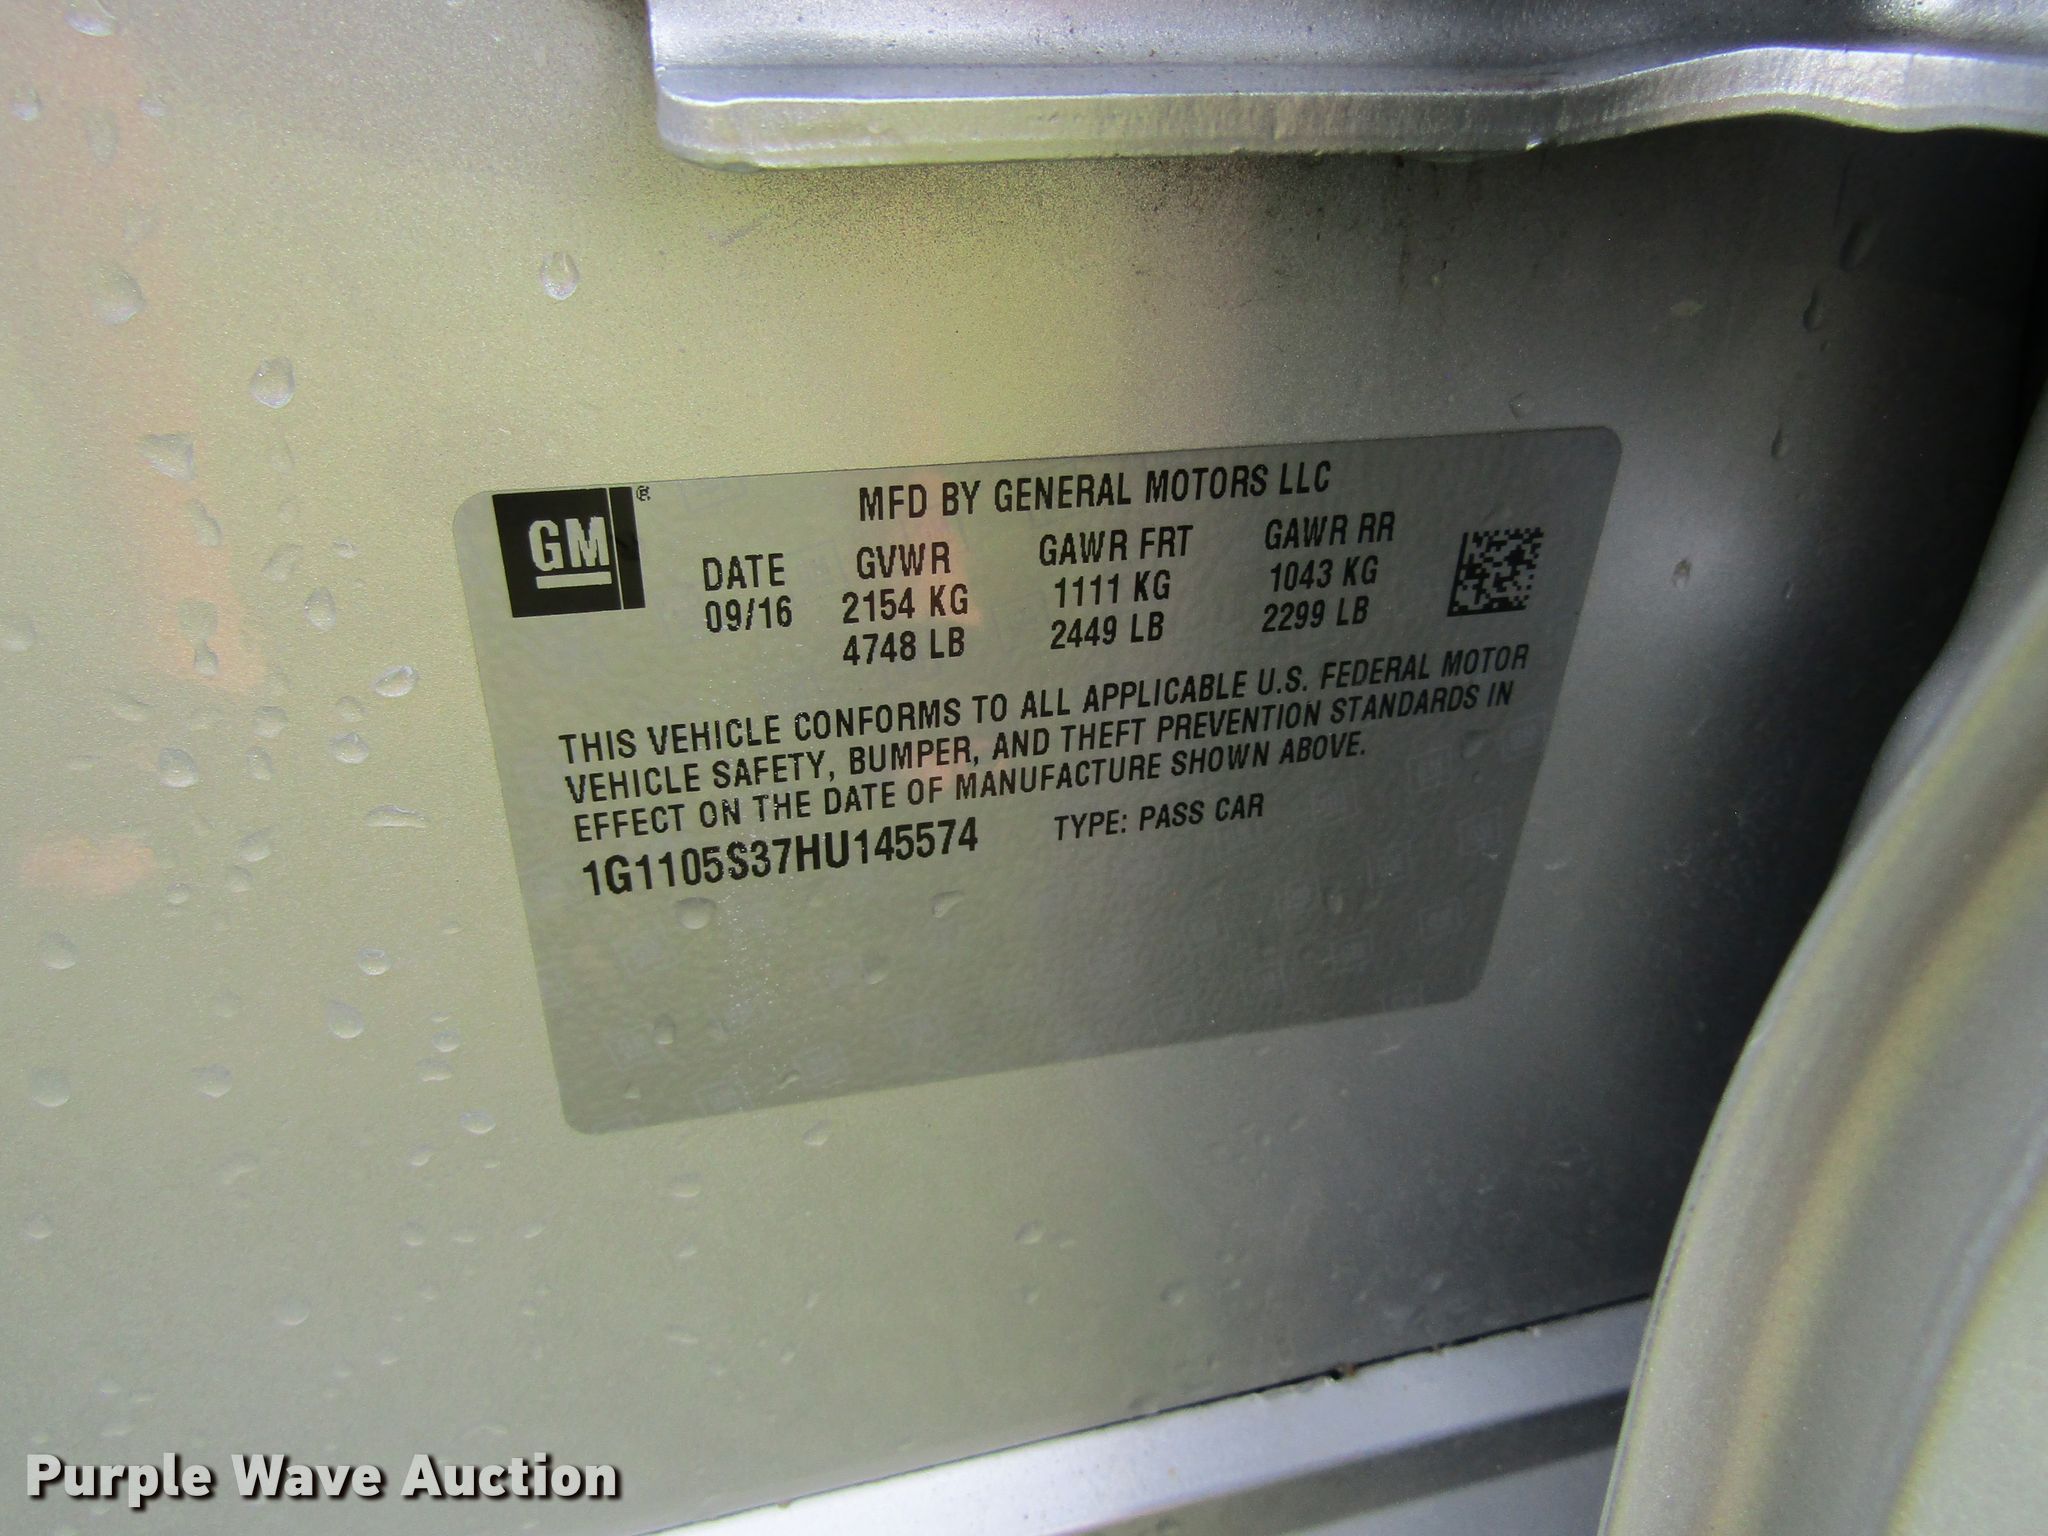 GM®
MFD BY GENERAL MOTORS LLC
DATE GVWR GAWR FRT GAWR RR
09/16 2154 KG 1111 KG 1043 KG
4748 LB 2449 LB 2299 LB
THIS VEHICLE CONFORMS TO ALL APPLICABLE U.S. FEDERAL MOTOR
VEHICLE SAFETY, BUMPER, AND THEFT PREVENTION STANDARDS IN
EFFECT ON THE DATE OF MANUFACTURE SHOWN ABOVE.
1G1105S37HU145574 TYPE: PASS CAR
Purple Wave Auction